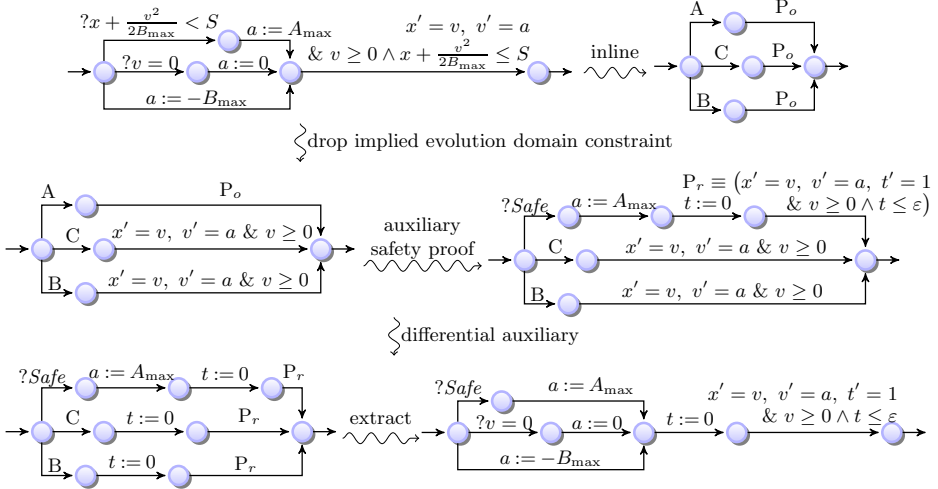 ?x + v²/2B_max < S
a := A_max
?v = 0
a := 0
a := −B_max
x′ = v, v′ = a
& v ≥ 0 ∧ x + v²/2B_max ≤ S
inline
A
P_o
C
P_o
B
P_o
drop implied evolution domain constraint
A
P_o
C
x′ = v, v′ = a & v ≥ 0
B
x′ = v, v′ = a & v ≥ 0
auxiliary
safety proof
P_r ≡ (x′ = v, v′ = a, t′ = 1
& v ≥ 0 ∧ t ≤ ε)
?Safe
a := A_max
t := 0
C
x′ = v, v′ = a & v ≥ 0
B
x′ = v, v′ = a & v ≥ 0
differential auxiliary
?Safe
a := A_max
t := 0
P_r
C
t := 0
P_r
B
t := 0
P_r
extract
?Safe
a := A_max
?v = 0
a := 0
a := −B_max
t := 0
x′ = v, v′ = a, t′ = 1
& v ≥ 0 ∧ t ≤ ε